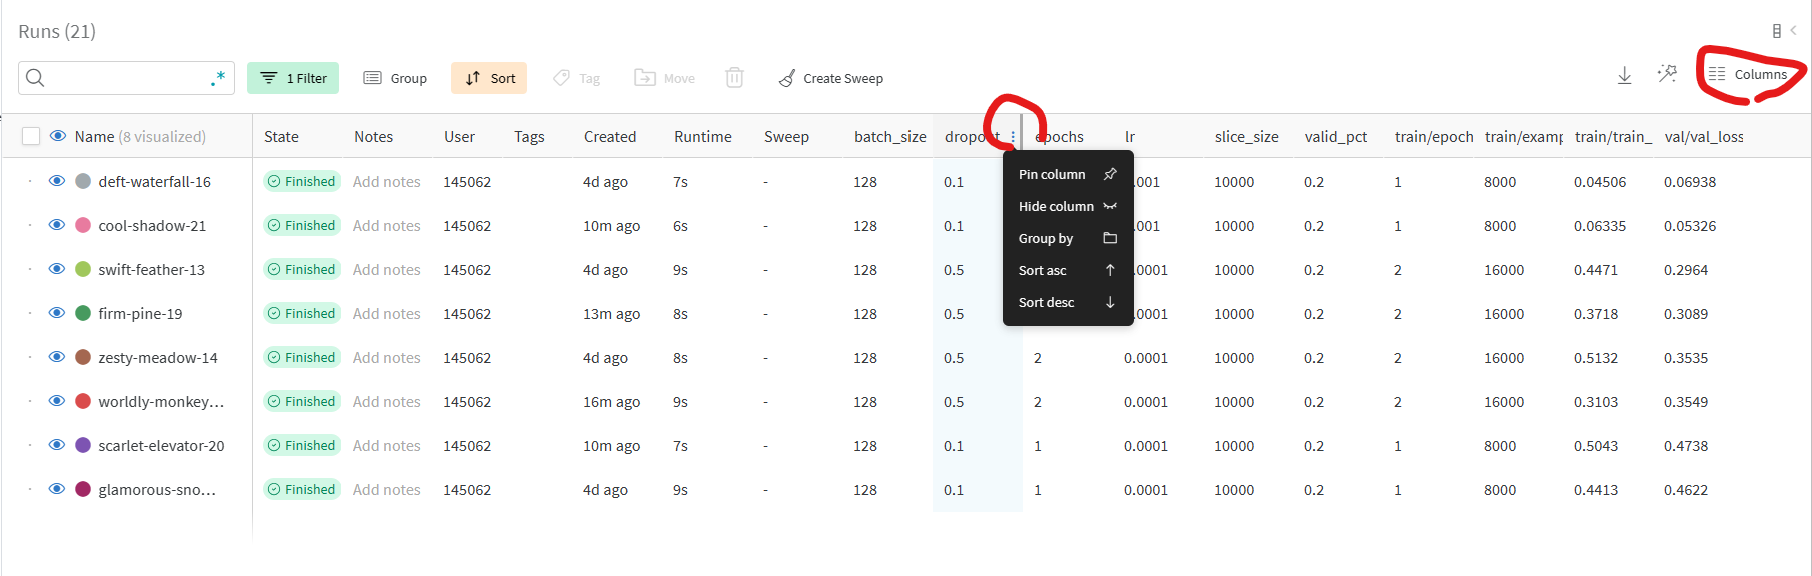 Runs (21)
.* 1 Filter Group Sort Tag Move Create Sweep Columns
Name (8 visualized) State Notes User Tags Created Runtime Sweep batch_size dropout epochs lr slice_size valid_pct train/epoch train/examp train/train_ val/val_loss
deft-waterfall-16 Finished Add notes 145062 4d ago 7s - 128 0.1 .001 10000 0.2 1 8000 0.04506 0.06938
cool-shadow-21 Finished Add notes 145062 10m ago 6s - 128 0.1 .001 10000 0.2 1 8000 0.06335 0.05326
swift-feather-13 Finished Add notes 145062 4d ago 9s - 128 0.5 .0001 10000 0.2 2 16000 0.4471 0.2964
firm-pine-19 Finished Add notes 145062 13m ago 8s - 128 0.5 .0001 10000 0.2 2 16000 0.3718 0.3089
zesty-meadow-14 Finished Add notes 145062 4d ago 8s - 128 0.5 2 0.0001 10000 0.2 2 16000 0.5132 0.3535
worldly-monkey... Finished Add notes 145062 16m ago 9s - 128 0.5 2 0.0001 10000 0.2 2 16000 0.3103 0.3549
scarlet-elevator-20 Finished Add notes 145062 10m ago 7s - 128 0.1 1 0.0001 10000 0.2 1 8000 0.5043 0.4738
glamorous-sno... Finished Add notes 145062 4d ago 9s - 128 0.1 1 0.0001 10000 0.2 1 8000 0.4413 0.4622
Pin column
Hide column
Group by
Sort asc
Sort desc